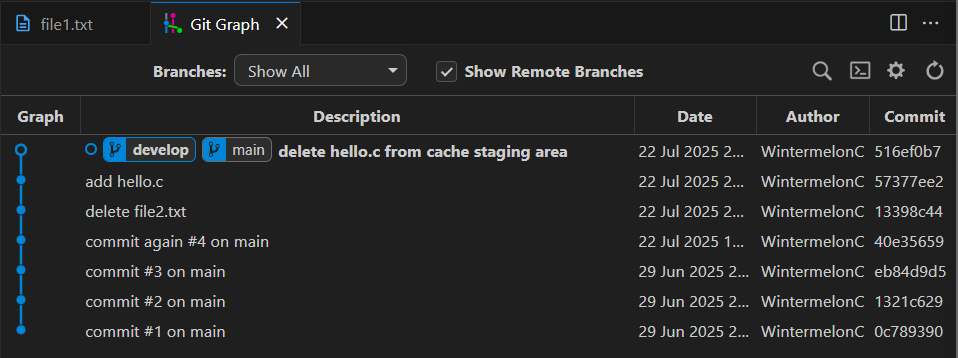 file1.txt Git Graph
Branches: Show All Show Remote Branches
Graph Description Date Author Commit
develop main delete hello.c from cache staging area 22 Jul 2025 2... WintermelonC 516ef0b7
add hello.c 22 Jul 2025 2... WintermelonC 57377ee2
delete file2.txt 22 Jul 2025 2... WintermelonC 13398c44
commit again #4 on main 22 Jul 2025 1... WintermelonC 40e35659
commit #3 on main 29 Jun 2025 2... WintermelonC eb84d9d5
commit #2 on main 29 Jun 2025 2... WintermelonC 1321c629
commit #1 on main 29 Jun 2025 2... WintermelonC 0c789390